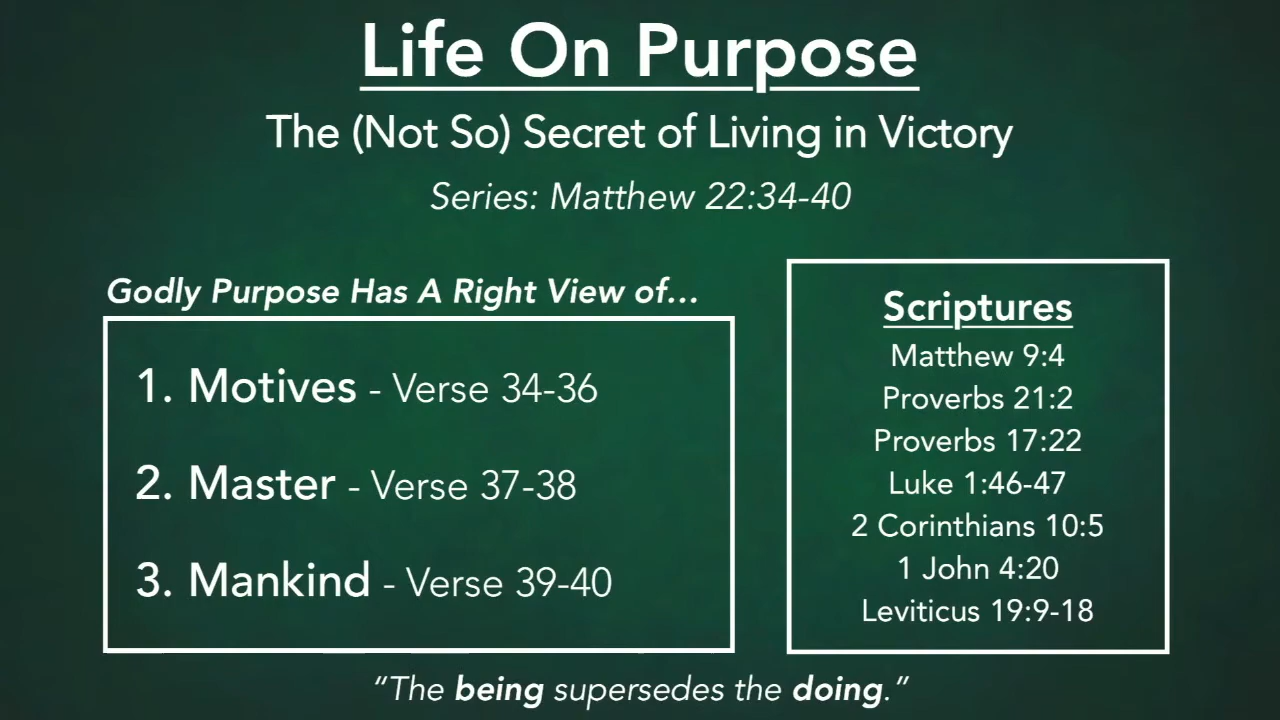 Life On Purpose
The (Not So) Secret of Living in Victory
Series: Matthew 22:34-40
Godly Purpose Has A Right View of...
1. Motives - Verse 34-36
2. Master - Verse 37-38
3. Mankind - Verse 39-40
Scriptures
Matthew 9:4
Proverbs 21:2
Proverbs 17:22
Luke 1:46-47
2 Corinthians 10:5
1 John 4:20
Leviticus 19:9-18
“The being supersedes the doing.”